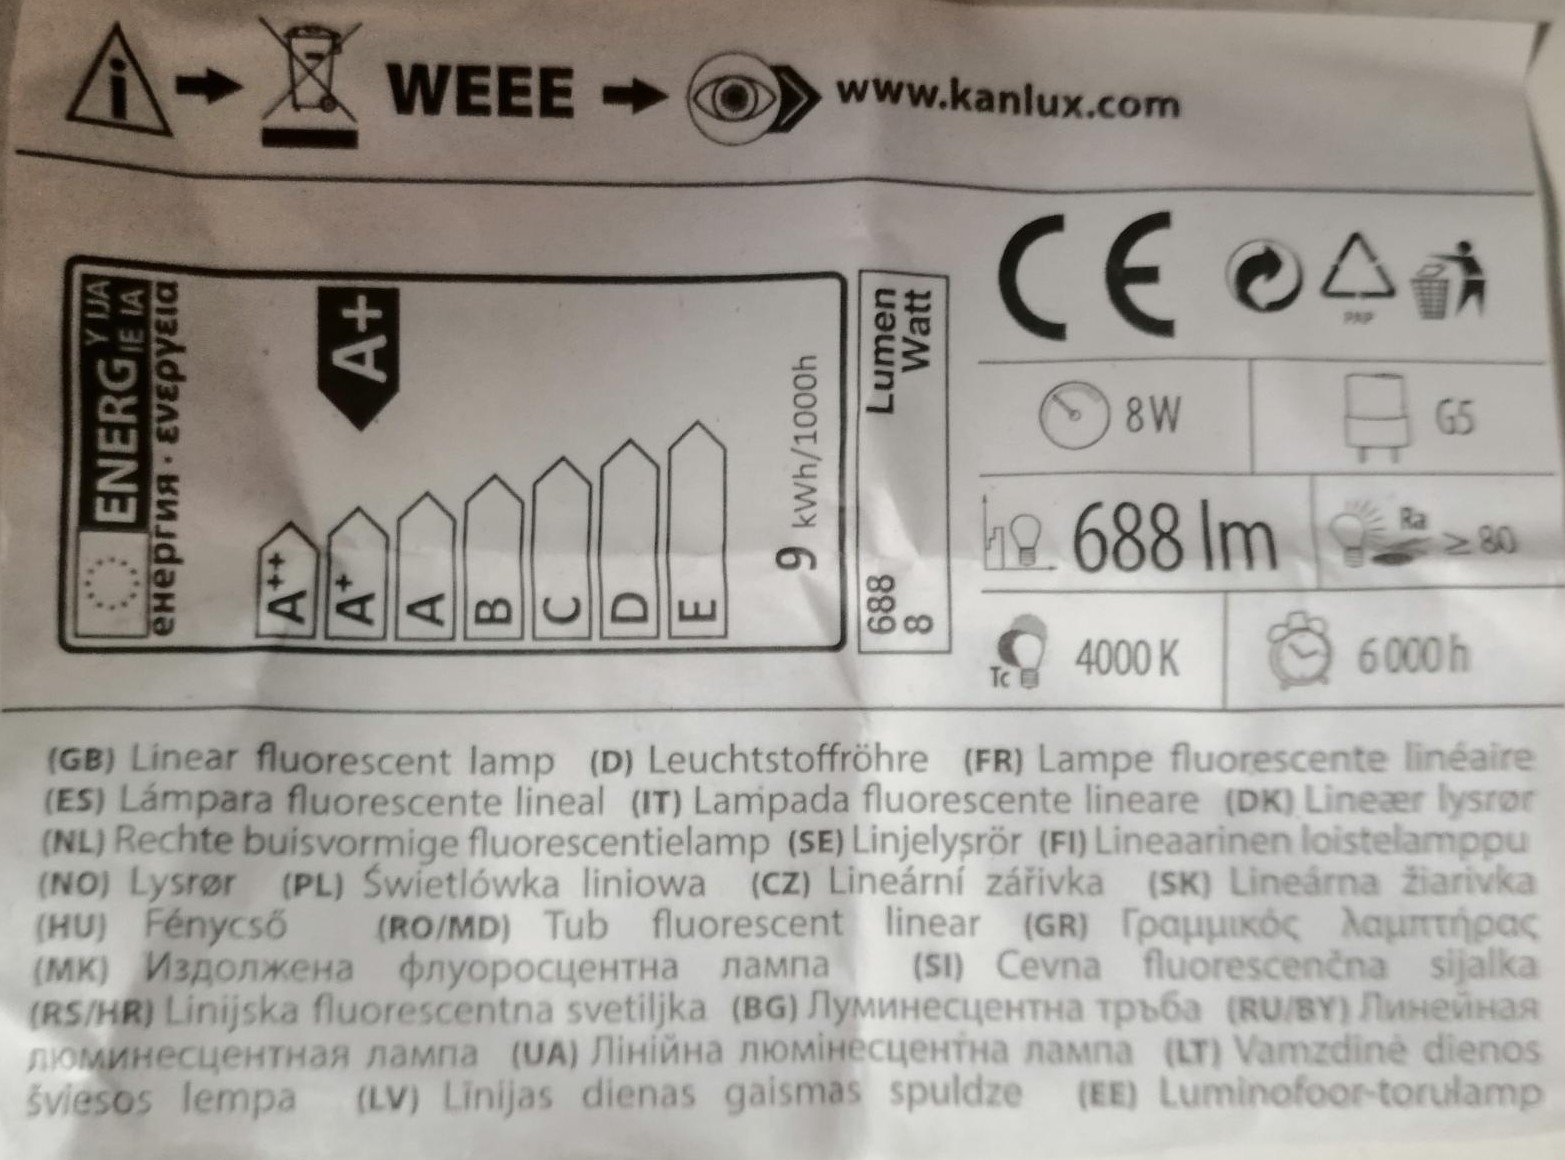 i WEEE www.kanlux.com
ENERG Y IJA IE IA
енергия · ενεργεια
A+
A++
A+
A
B
C
D
E
9 kWh/1000h
688 Lumen
8 Watt
CE
PAP
8W G5
688 lm Ra ≥80
Tc 4000K 6000h
(GB) Linear fluorescent lamp (D) Leuchtstoffröhre (FR) Lampe fluorescente linéaire
(ES) Lámpara fluorescente lineal (IT) Lampada fluorescente lineare (DK) Lineær lysrør
(NL) Rechte buisvormige fluorescentielamp (SE) Linjelysrör (FI) Lineaarinen loistelamppu
(NO) Lysrør (PL) Świetlówka liniowa (CZ) Lineární zářivka (SK) Lineárna žiarivka
(HU) Fénycső (RO/MD) Tub fluorescent linear (GR) Γραμμικός λαμπτήρας
(MK) Издолжена флуоросцентна лампа (SI) Cevna fluorescenčna sijalka
(RS/HR) Linijska fluorescentna svetiljka (BG) Луминесцентна тръба (RU/BY) Линейная
люминесцентная лампа (UA) Лінійна люмінесцентна лампа (LT) Vamzdinė dienos
šviesos lempa (LV) Līnijas dienas gaismas spuldze (EE) Luminofoor-torulamp